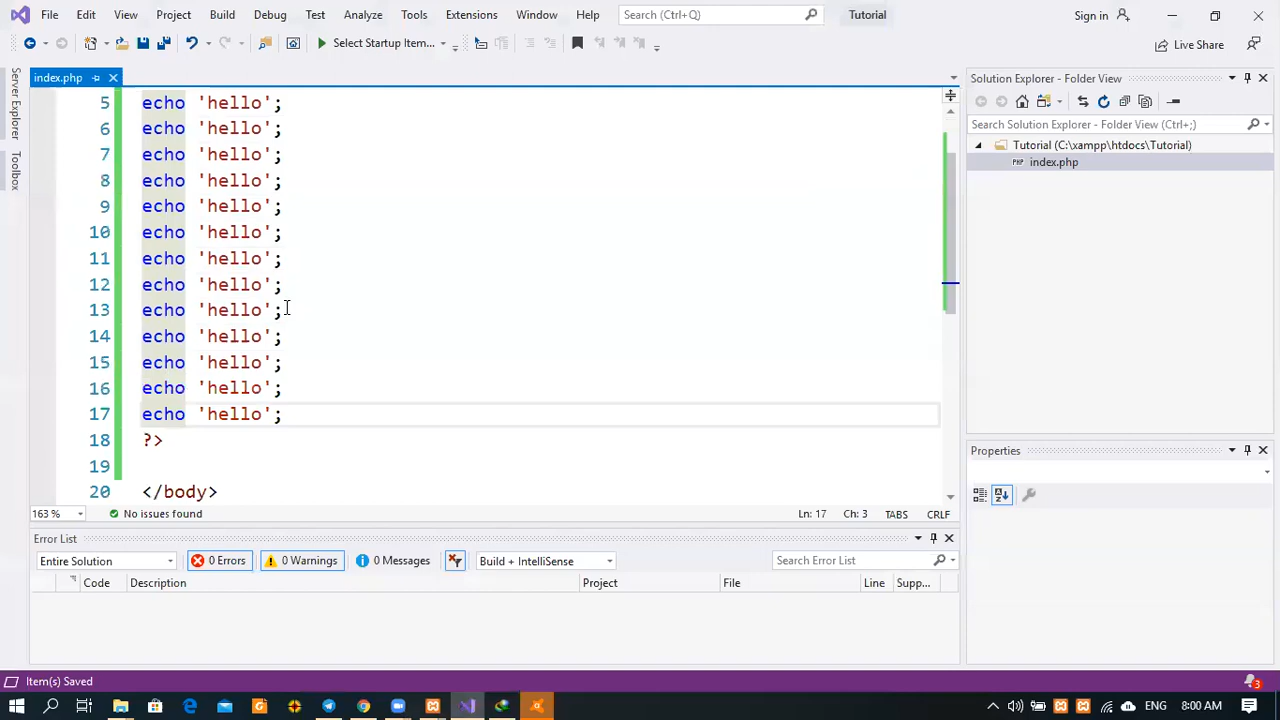 File Edit View Project Build Debug Test Analyze Tools Extensions Window Help Search (Ctrl+Q) Tutorial Sign in
Select Startup Item... Live Share
index.php
Solution Explorer - Folder View
Search Solution Explorer - Folder View (Ctrl+;)
Tutorial (C:\xampp\htdocs\Tutorial)
PHP index.php
Server Explorer
Toolbox
5 echo 'hello';
6 echo 'hello';
7 echo 'hello';
8 echo 'hello';
9 echo 'hello';
10 echo 'hello';
11 echo 'hello';
12 echo 'hello';
13 echo 'hello';
14 echo 'hello';
15 echo 'hello';
16 echo 'hello';
17 echo 'hello';
18 ?>
19
20 </body>
Properties
163 % No issues found Ln: 17 Ch: 3 TABS CRLF
Error List
Entire Solution 0 Errors 0 Warnings 0 Messages Build + IntelliSense Search Error List
Code Description Project File Line Supp...
Item(s) Saved 3
ENG 8:00 AM